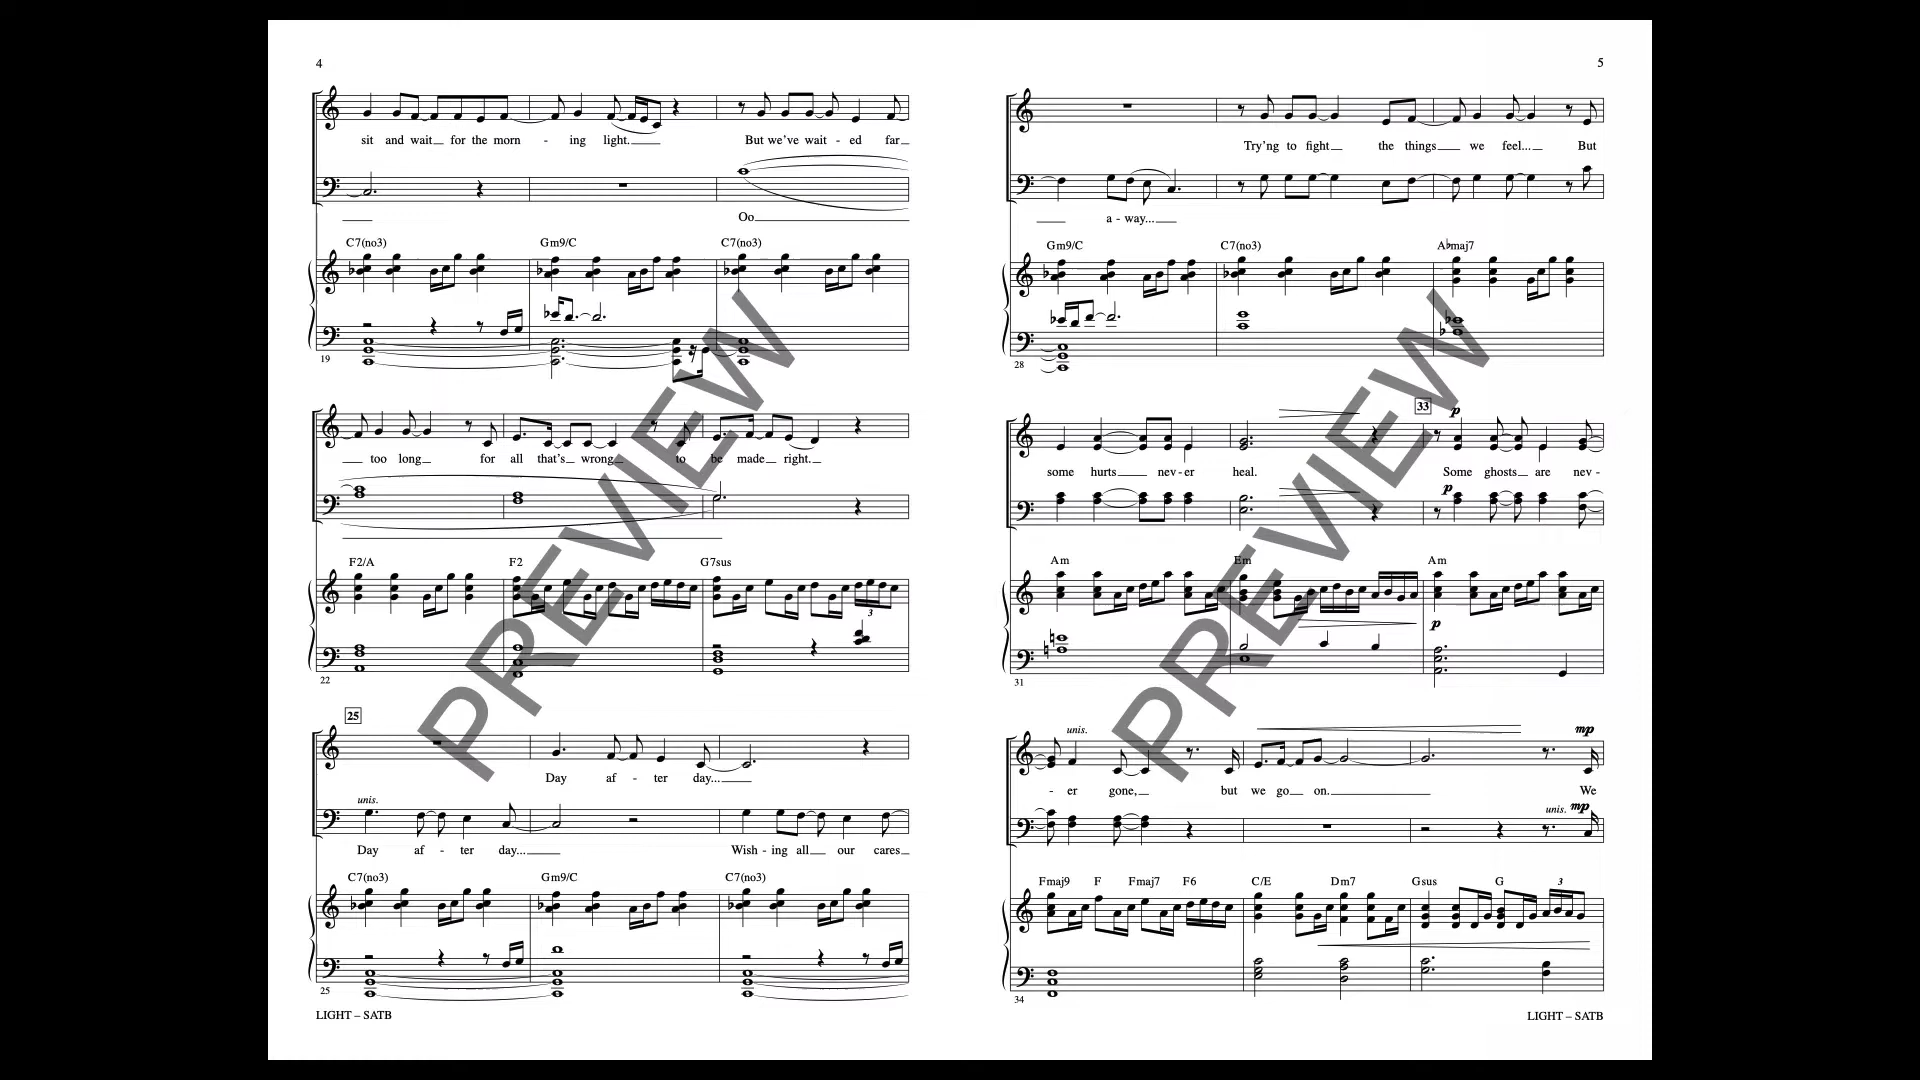 4
sit and wait for the morn - ing light. But we've wait - ed far
Oo
C7(no3) Gm9/C C7(no3)
19
too long for all that's wrong to be made right.
F2/A F2 G7sus
3
22
25
Day af - ter day...
unis.
Day af - ter day... Wish - ing all our cares
C7(no3) Gm9/C C7(no3)
25
LIGHT – SATB
PREVIEW
5
Try'ng to fight the things we feel... But
a - way...
Gm9/C C7(no3) A♭maj7
28
33 p
some hurts nev - er heal. Some ghosts are nev -
p
Am Em Am
p
31
unis. mp
- er gone, but we go on. We
unis. mp
Fmaj9 F Fmaj7 F6 C/E Dm7 Gsus G
3
34
LIGHT – SATB
PREVIEW